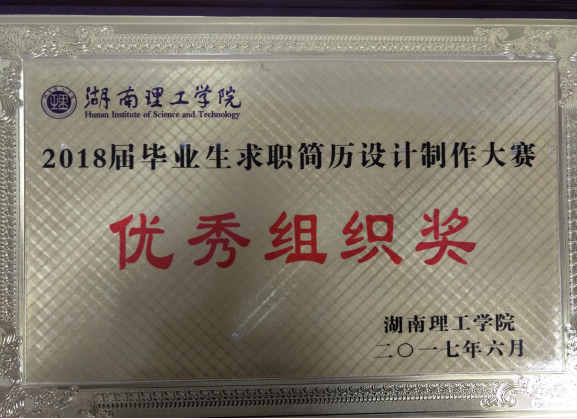 湖南理工学院
Hunan Institute of Science and Technology
2018届毕业生求职简历设计制作大赛
优秀组织奖
湖南理工学院
二〇一七年六月